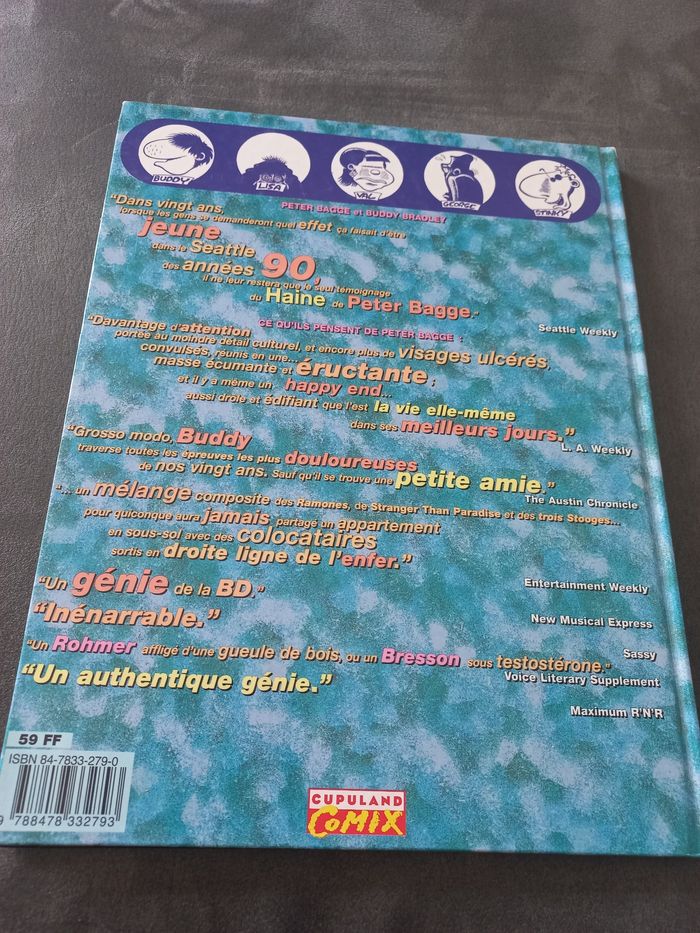 BUDDY
LISA
VAL
GEORGE
STINKY
PETER BAGGE et BUDDY BRADLEY
"Dans vingt ans,
lorsque les gens se demanderont quel effet ça faisait d'être
jeune
dans le Seattle
des années 90,
il ne leur restera que le seul témoignage
du Haine de Peter Bagge."
Seattle Weekly
CE QU'ILS PENSENT DE PETER BAGGE :
"Davantage d'attention
portée au moindre détail culturel, et encore plus de visages ulcérés,
convulsés, réunis en une...
masse écumante et éructante ;
et il y a même un happy end...
aussi drôle et édifiant que l'est la vie elle-même
dans ses meilleurs jours."
L. A. Weekly
"Grosso modo, Buddy
traverse toutes les épreuves les plus douloureuses
de nos vingt ans. Sauf qu'il se trouve une petite amie."
The Austin Chronicle
"... un mélange composite des Ramones, de Stranger Than Paradise et des trois Stooges...
pour quiconque aura jamais partagé un appartement
en sous-sol avec des colocataires
sortis en droite ligne de l'enfer."
Entertainment Weekly
"Un génie de la BD."
New Musical Express
"Inénarrable."
Sassy
"Un Rohmer affligé d'une gueule de bois, ou un Bresson sous testostérone."
Voice Literary Supplement
"Un authentique génie."
Maximum R'N'R
59 FF
ISBN 84-7833-279-0
9 788478 332793
CUPULAND
COMIX